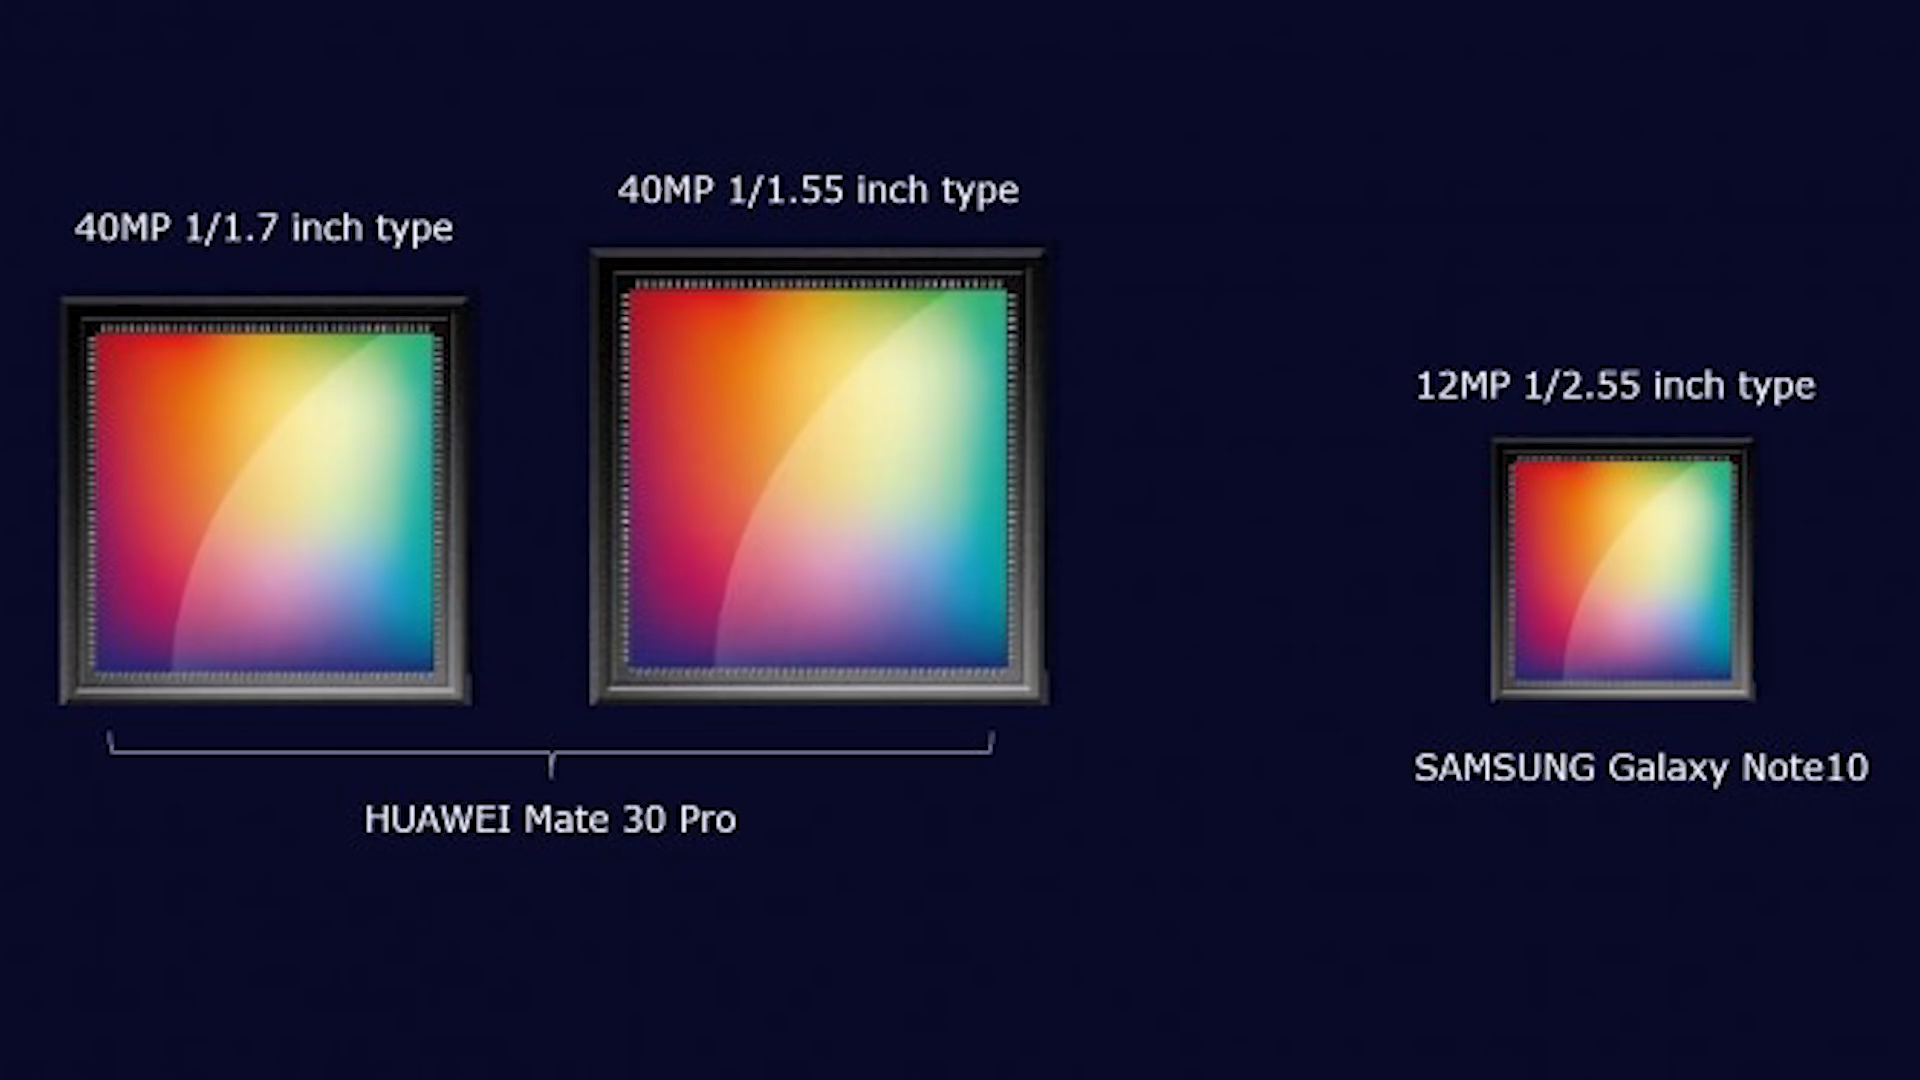 40MP 1/1.7 inch type
40MP 1/1.55 inch type
12MP 1/2.55 inch type
HUAWEI Mate 30 Pro
SAMSUNG Galaxy Note10